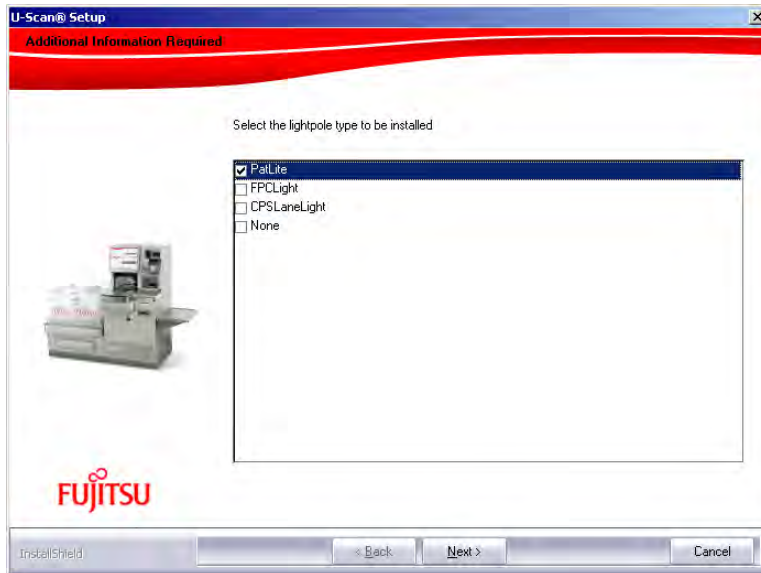 U-Scan® Setup
Additional Information Required
Select the lightpole type to be installed
PatLite
FPCLight
CPSLaneLight
None
FUJITSU
InstallShield
< Back
Next >
Cancel